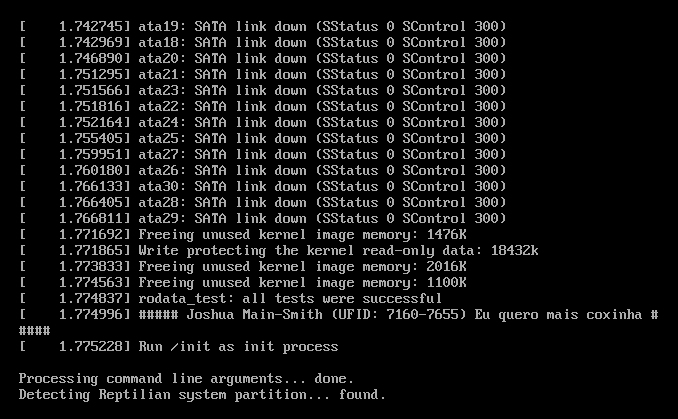 [    1.742745] ata19: SATA link down (SStatus 0 SControl 300)
[    1.742969] ata18: SATA link down (SStatus 0 SControl 300)
[    1.746890] ata20: SATA link down (SStatus 0 SControl 300)
[    1.751295] ata21: SATA link down (SStatus 0 SControl 300)
[    1.751566] ata23: SATA link down (SStatus 0 SControl 300)
[    1.751816] ata22: SATA link down (SStatus 0 SControl 300)
[    1.752164] ata24: SATA link down (SStatus 0 SControl 300)
[    1.755405] ata25: SATA link down (SStatus 0 SControl 300)
[    1.759951] ata27: SATA link down (SStatus 0 SControl 300)
[    1.760180] ata26: SATA link down (SStatus 0 SControl 300)
[    1.766133] ata30: SATA link down (SStatus 0 SControl 300)
[    1.766405] ata28: SATA link down (SStatus 0 SControl 300)
[    1.766811] ata29: SATA link down (SStatus 0 SControl 300)
[    1.771692] Freeing unused kernel image memory: 1476K
[    1.771865] Write protecting the kernel read-only data: 18432k
[    1.773833] Freeing unused kernel image memory: 2016K
[    1.774563] Freeing unused kernel image memory: 1100K
[    1.774837] rodata_test: all tests were successful
[    1.774996] ##### Joshua Main-Smith (UFID: 7160-7655) Eu quero mais coxinha #
####
[    1.775228] Run /init as init process
Processing command line arguments... done.
Detecting Reptilian system partition... found.